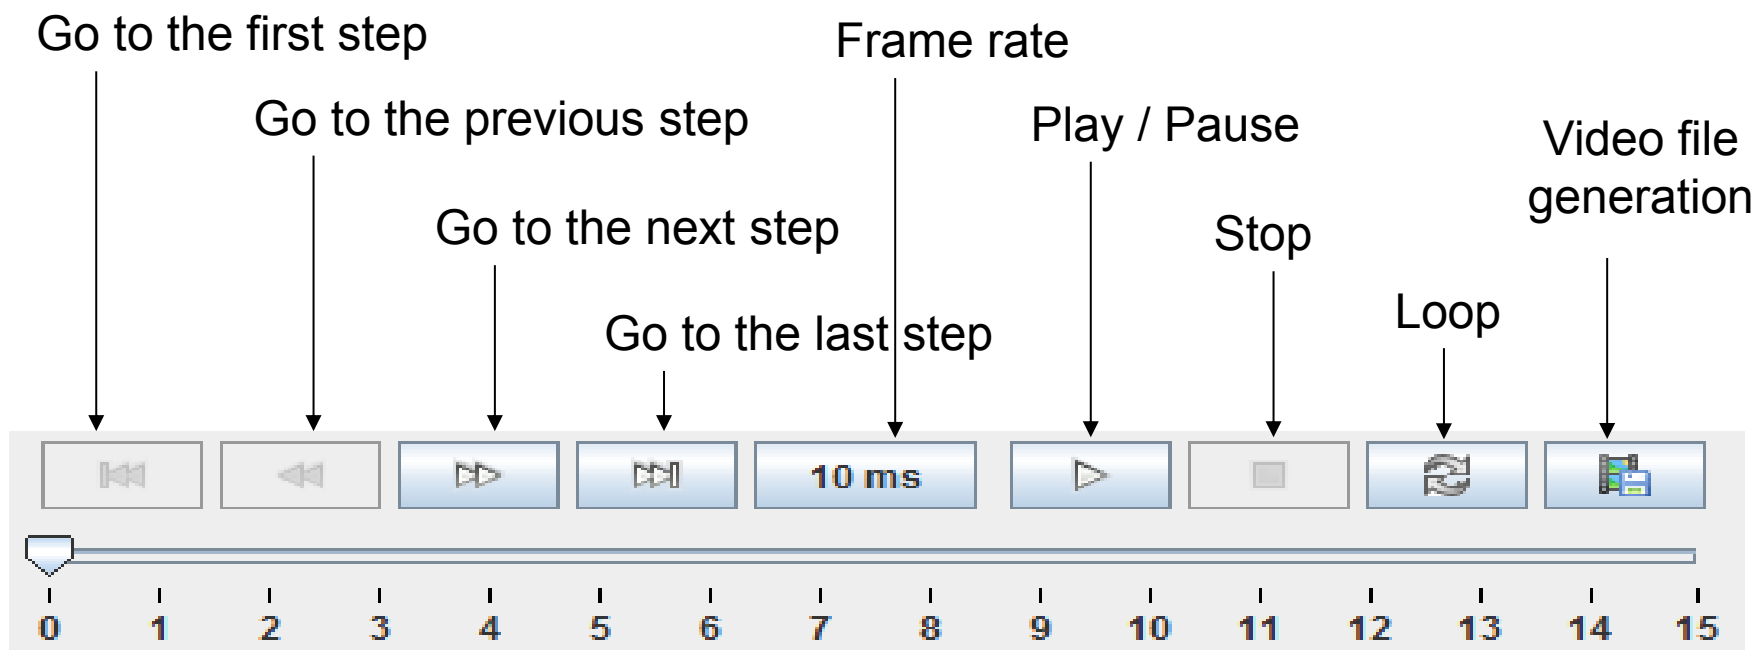 Go to the first step
Frame rate
Go to the previous step
Play / Pause
Video file
generation
Go to the next step
Stop
Loop
Go to the last step
10 ms
0 1 2 3 4 5 6 7 8 9 10 11 12 13 14 15